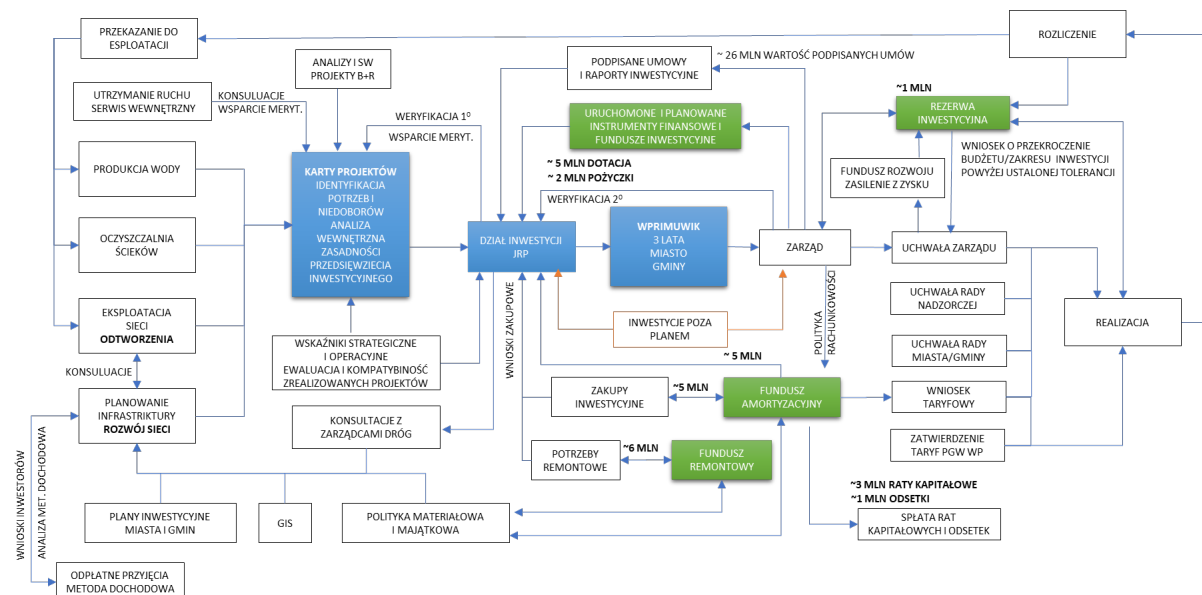 PRZEKAZANIE DO
ESPLOATACJI
ROZLICZENIE
ANALIZY I SW
PROJEKTY B+R
PODPISANE UMOWY
I RAPORTY INWESTYCYJNE
~ 26 MLN WARTOŚĆ PODPISANYCH UMÓW
UTRZYMANIE RUCHU
SERWIS WEWNĘTRZNY
KONSULUACJE
WSPARCIE MERYT.
WERYFIKACJA 1⁰
WSPARCIE MERYT.
URUCHOMONE I PLANOWANE
INSTRUMENTY FINANSOWE I
FUNDUSZE INWESTYCYJNE
~1 MLN
REZERWA
INWESTYCYJNA
WNIOSEK O PRZEKROCZENIE
BUDŻETU/ZAKRESU INWESTYCJI
POWYŻEJ USTALONEJ TOLERANCJI
FUNDUSZ ROZWOJU
ZASILENIE Z ZYSKU
PRODUKCJA WODY
KARTY PROJEKTÓW
IDENTYFIKACJA
POTRZEB I
NIEDOBORÓW
ANALIZA
WEWNĘTRZNA
ZASADNOŚCI
PRZEDSIĘWZIECIA
INWESTYCYJNEGO
~ 5 MLN DOTACJA
~ 2 MLN POŻYCZKI
WERYFIKACJA 2⁰
OCZYSZCZALNIA
ŚCIEKÓW
DZIAŁ INWESTYCJI
JRP
WPRIMUWIK
3 LATA
MIASTO
GMINY
ZARZĄD
UCHWAŁA ZARZĄDU
UCHWAŁA RADY
NADZORCZEJ
EKSPLOATACJA
SIECI
ODTWORZENIA
INWESTYCJE POZA
PLANEM
POLITYKA
RACHUNKOWOŚCI
REALIZACJA
WSKAŹNIKI STRATEGICZNE
I OPERACYJNE
EWALUACJA I KOMPATYBINOŚĆ
ZREALIZOWANYCH PROJEKTÓW
WNIOSKI ZAKUPOWE
UCHWAŁA RADY
MIASTA/GMINY
KONSULUACJE
~ 5 MLN
PLANOWANIE
INFRASTRIKTURY
ROZWÓJ SIECI
ZAKUPY
INWESTYCYJNE
~5 MLN
FUNDUSZ
AMORTYZACYJNY
WNIOSEK
TARYFOWY
KONSULTACJE Z
ZARZĄDCAMI DRÓG
ZATWIERDZENIE
TARYF PGW WP
POTRZEBY
REMONTOWE
~6 MLN
FUNDUSZ
REMONTOWY
~3 MLN RATY KAPITAŁOWE
~1 MLN ODSETKI
WNIOSKI INWESTORÓW
ANALIZA MET. DOCHODOWA
PLANY INWESTYCYJNE
MIASTA I GMIN
GIS
POLITYKA MATERIAŁOWA
I MAJĄTKOWA
SPŁATA RAT
KAPITAŁOWYCH I ODSETEK
ODPŁATNE PRZYJĘCIA
METODA DOCHODOWA